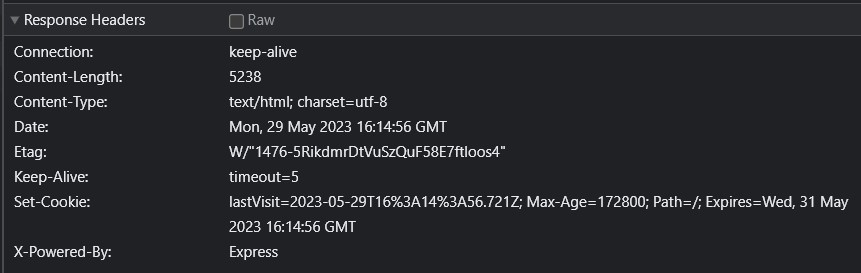 Response Headers Raw
Connection: keep-alive
Content-Length: 5238
Content-Type: text/html; charset=utf-8
Date: Mon, 29 May 2023 16:14:56 GMT
Etag: W/"1476-5RikdmrDtVuSzQuF58E7ftIoos4"
Keep-Alive: timeout=5
Set-Cookie: lastVisit=2023-05-29T16%3A14%3A56.721Z; Max-Age=172800; Path=/; Expires=Wed, 31 May
2023 16:14:56 GMT
X-Powered-By: Express